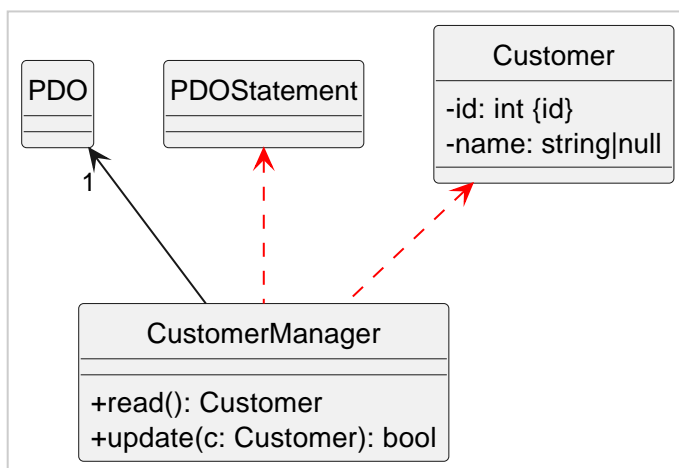 PDO
PDOStatement
Customer
-id: int {id}
-name: string|null
1
CustomerManager
+read(): Customer
+update(c: Customer): bool